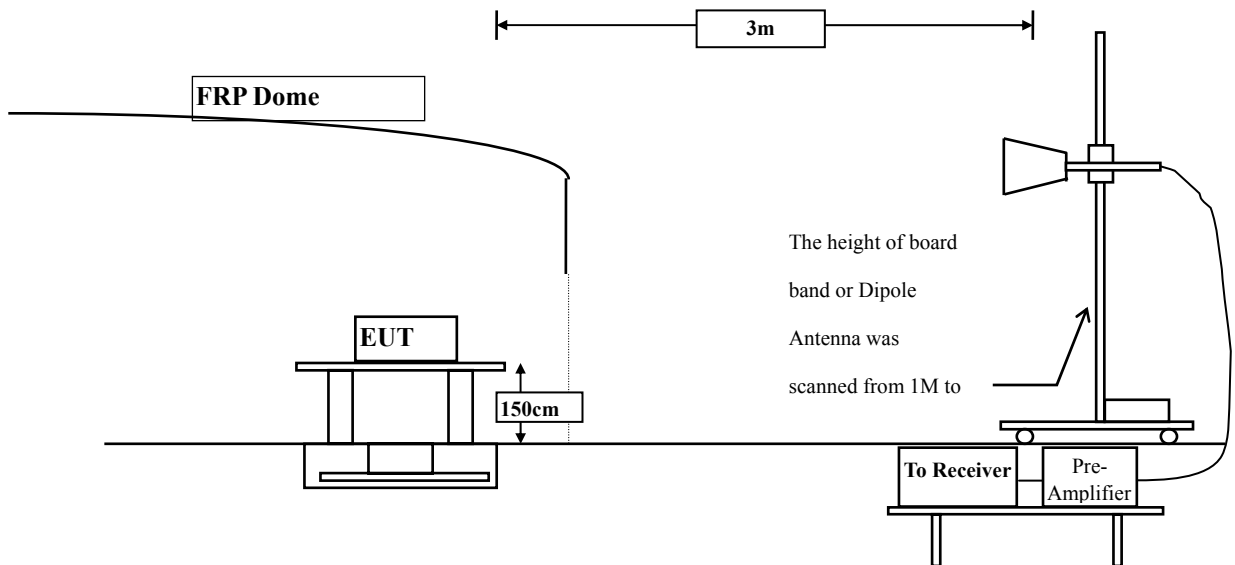 3m
FRP Dome
The height of board
band or Dipole
Antenna was
scanned from 1M to
EUT
150cm
To Receiver
Pre-
Amplifier